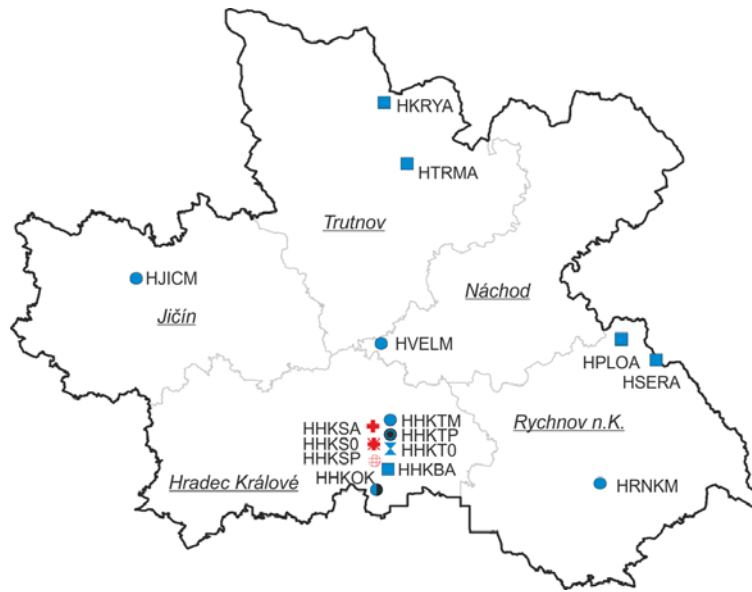 HKRYA
HTRMA
Trutnov
HJICM
Náchod
Jičín
HVELM
HPLOA
HSERA
HHKSA
HHKTM
HHKS0
HHKTP
Rychnov n.K.
HHKSP
HHKT0
HHKBA
Hradec Králové
HHKOK
HRNKM